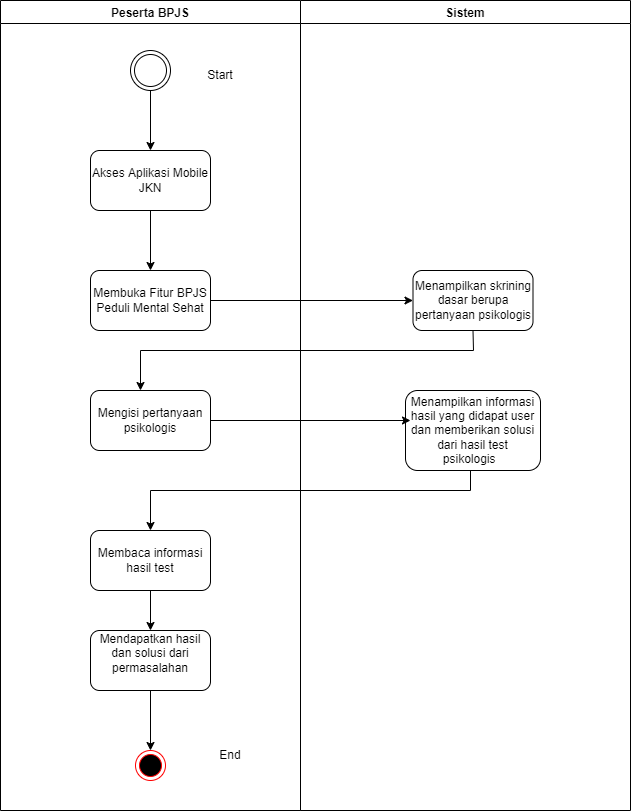 Peserta BPJS
Sistem
Start
Akses Aplikasi Mobile
JKN
Membuka Fitur BPJS
Peduli Mental Sehat
Menampilkan skrining
dasar berupa
pertanyaan psikologis
Mengisi pertanyaan
psikologis
Menampilkan informasi
hasil yang didapat user
dan memberikan solusi
dari hasil test
psikologis
Membaca informasi
hasil test
Mendapatkan hasil
dan solusi dari
permasalahan
End